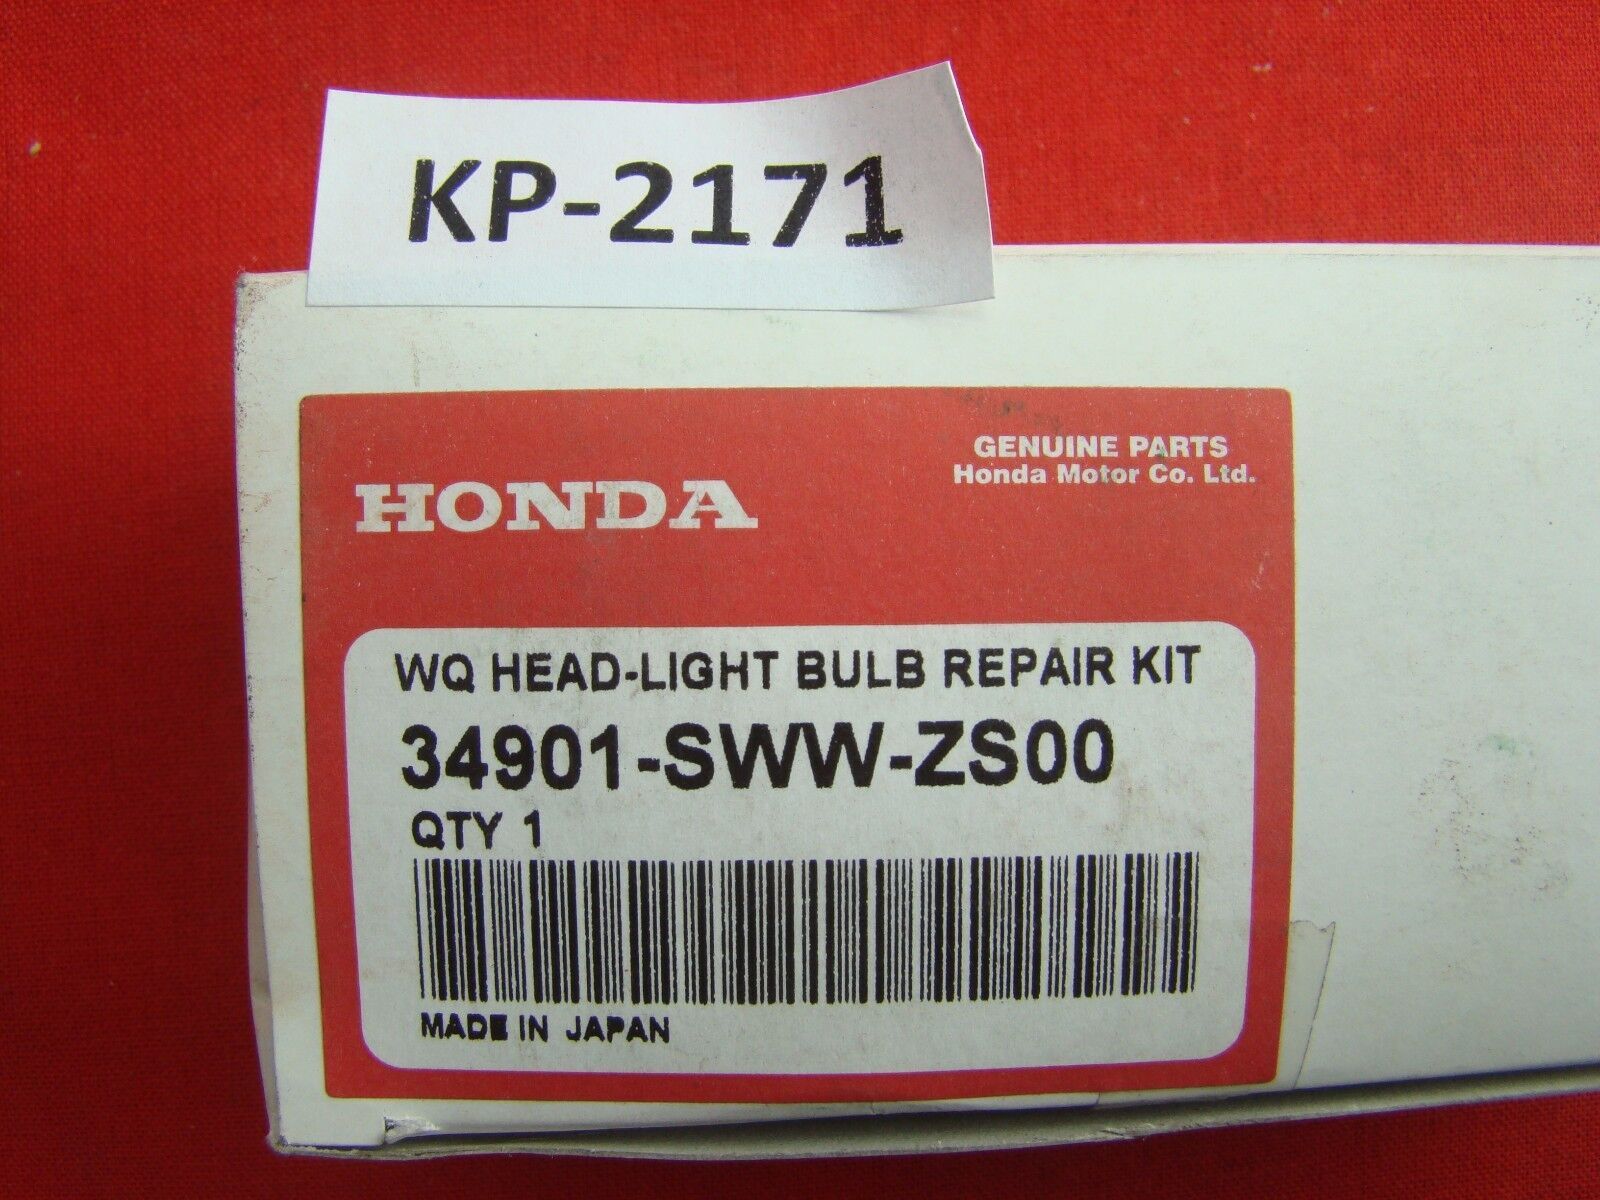 KP-2171
GENUINE PARTS
Honda Motor Co. Ltd.
HONDA
WQ HEAD-LIGHT BULB REPAIR KIT
34901-SWW-ZS00
QTY 1
MADE IN JAPAN